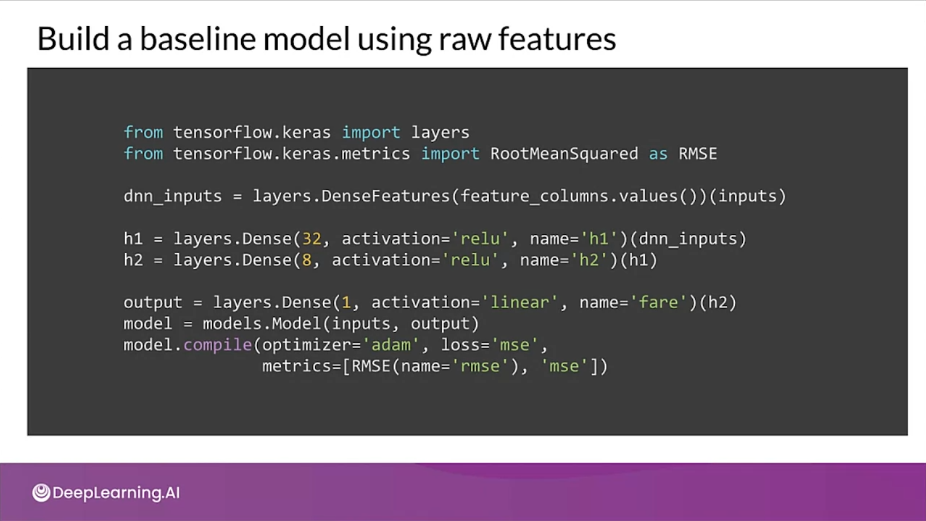 Build a baseline model using raw features
from tensorflow.keras import layers
from tensorflow.keras.metrics import RootMeanSquared as RMSE
dnn_inputs = layers.DenseFeatures(feature_columns.values())(inputs)
h1 = layers.Dense(32, activation='relu', name='h1')(dnn_inputs)
h2 = layers.Dense(8, activation='relu', name='h2')(h1)
output = layers.Dense(1, activation='linear', name='fare')(h2)
model = models.Model(inputs, output)
model.compile(optimizer='adam', loss='mse',
metrics=[RMSE(name='rmse'), 'mse'])
DeepLearning.AI